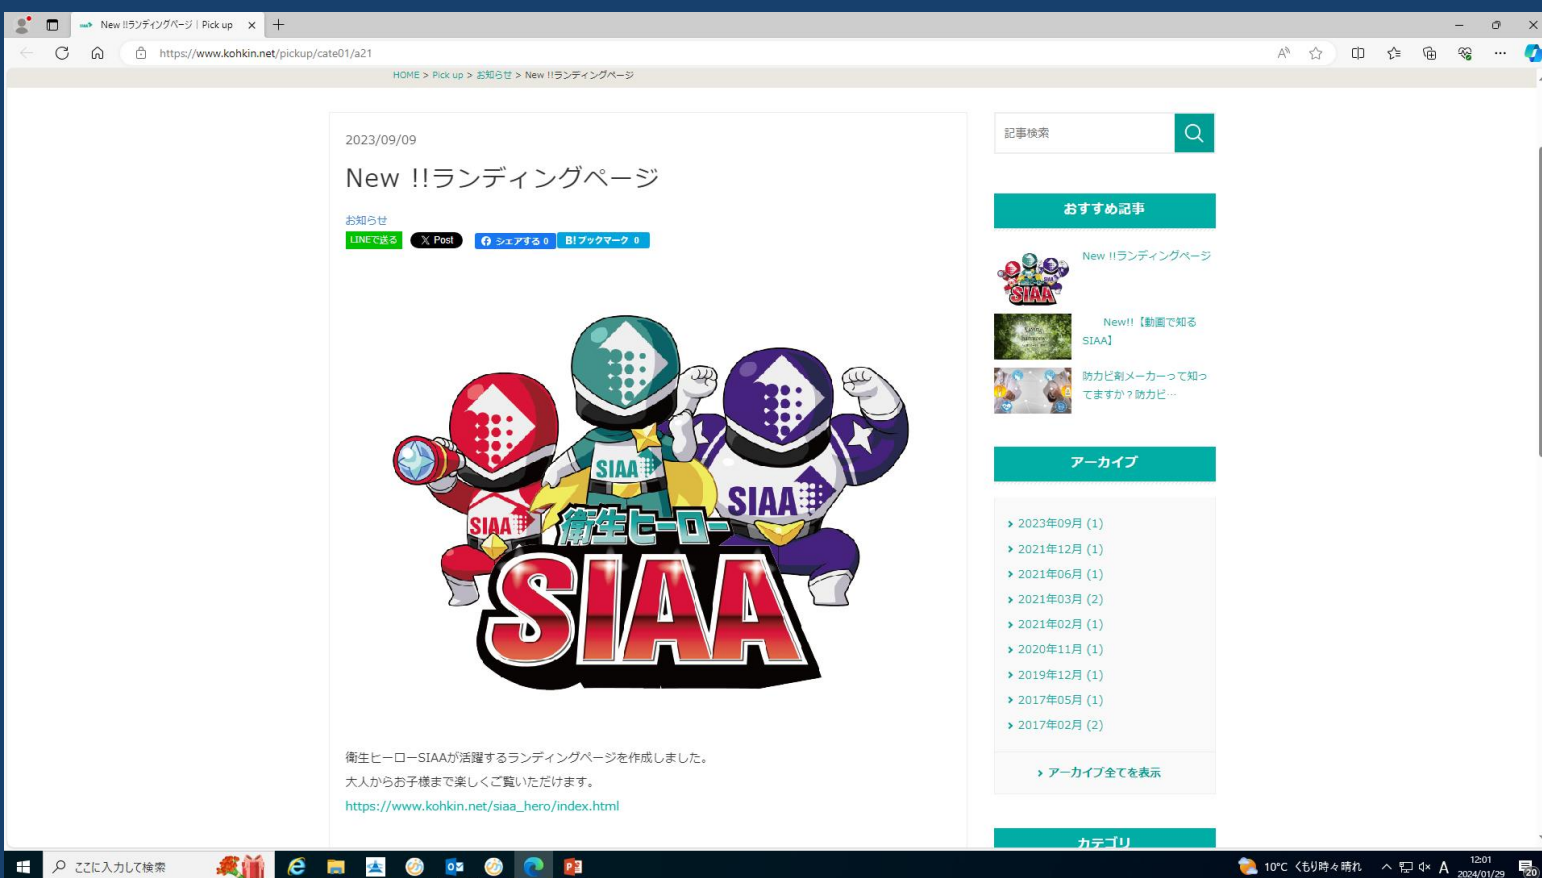 New !!ランディングページ | Pick up
https://www.kohkin.net/pickup/cate01/a21
HOME > Pick up > お知らせ > New !!ランディングページ
2023/09/09
New !!ランディングページ
お知らせ
LINEで送る
X Post
シェアする 0
B! ブックマーク 0
SIAA
SIAA
SIAA
衛生ヒーロー
SIAA
衛生ヒーローSIAAが活躍するランディングページを作成しました。
大人からお子様まで楽しくご覧いただけます。
https://www.kohkin.net/siaa_hero/index.html
記事検索
おすすめ記事
New !!ランディングページ
SIAA
New!!【動画で知る
SIAA】
防カビ剤メーカーって知っ
てますか？防カビ…
アーカイブ
2023年09月 (1)
2021年12月 (1)
2021年06月 (1)
2021年03月 (2)
2021年02月 (1)
2020年11月 (1)
2019年12月 (1)
2017年05月 (1)
2017年02月 (2)
アーカイブ全てを表示
カテゴリ
ここに入力して検索
10°C くもり時々晴れ
A
12:01
2024/01/29
20